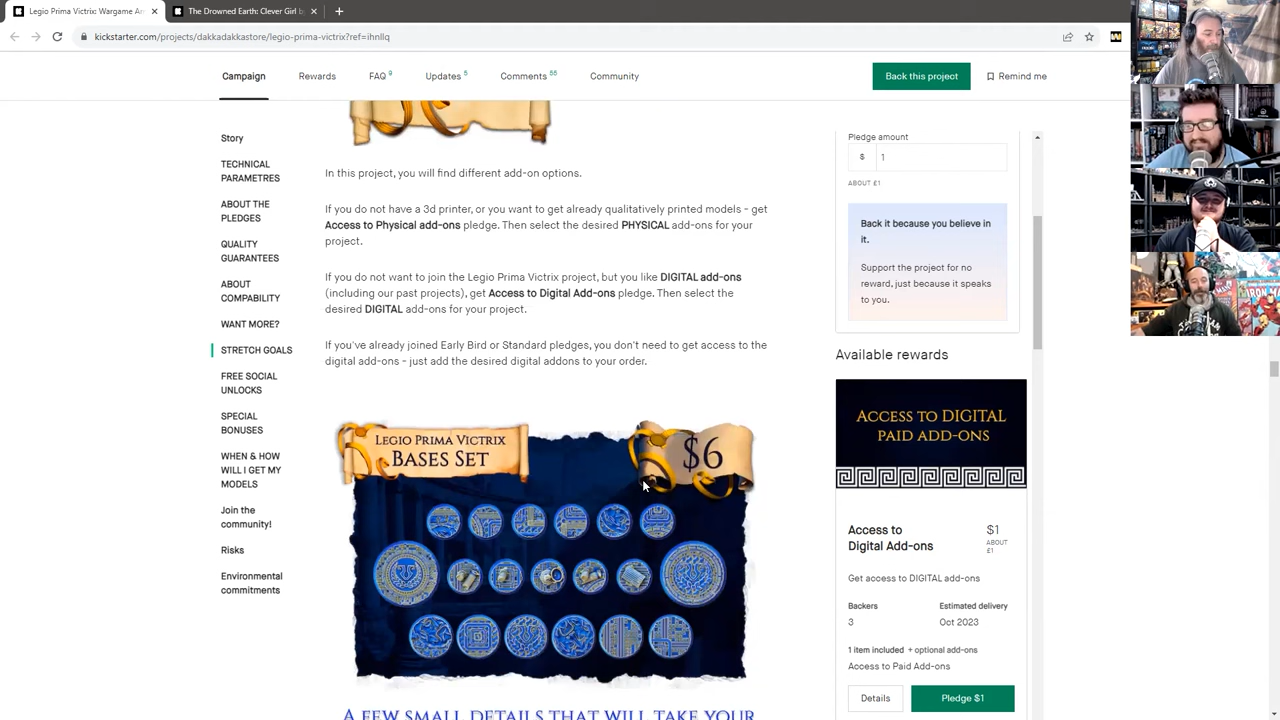 Legio Prima Victrix Wargame Ar
The Drowned Earth: Clever Girl b
kickstarter.com/projects/dakkadakkastore/legio-prima-victrix?ref=ihnllq
Campaign
Rewards
FAQ 9
Updates 5
Comments 56
Community
Back this project
Remind me
Story
TECHNICAL
PARAMETRES
ABOUT THE
PLEDGES
QUALITY
GUARANTEES
ABOUT
COMPABILITY
WANT MORE?
STRETCH GOALS
FREE SOCIAL
UNLOCKS
SPECIAL
BONUSES
WHEN & HOW
WILL I GET MY
MODELS
Join the
community!
Risks
Environmental
commitments
In this project, you will find different add-on options.
If you do not have a 3d printer, or you want to get already qualitatively printed models - get
Access to Physical add-ons pledge. Then select the desired PHYSICAL add-ons for your
project.
If you do not want to join the Legio Prima Victrix project, but you like DIGITAL add-ons
(including our past projects), get Access to Digital Add-ons pledge. Then select the
desired DIGITAL add-ons for your project.
If you've already joined Early Bird or Standard pledges, you don't need to get access to the
digital add-ons - just add the desired digital addons to your order.
LEGIO PRIMA VICTRIX
BASES SET
$6
A FEW SMALL DETAILS THAT WILL TAKE YOUR
Pledge amount
$ 1
ABOUT £1
Back it because you believe in
it.
Support the project for no
reward, just because it speaks
to you.
Available rewards
ACCESS TO DIGITAL
PAID ADD-ONS
Access to
Digital Add-ons
$1
ABOUT
£1
Get access to DIGITAL add-ons
Backers
3
Estimated delivery
Oct 2023
1 item included + optional add-ons
Access to Paid Add-ons
Details
Pledge $1